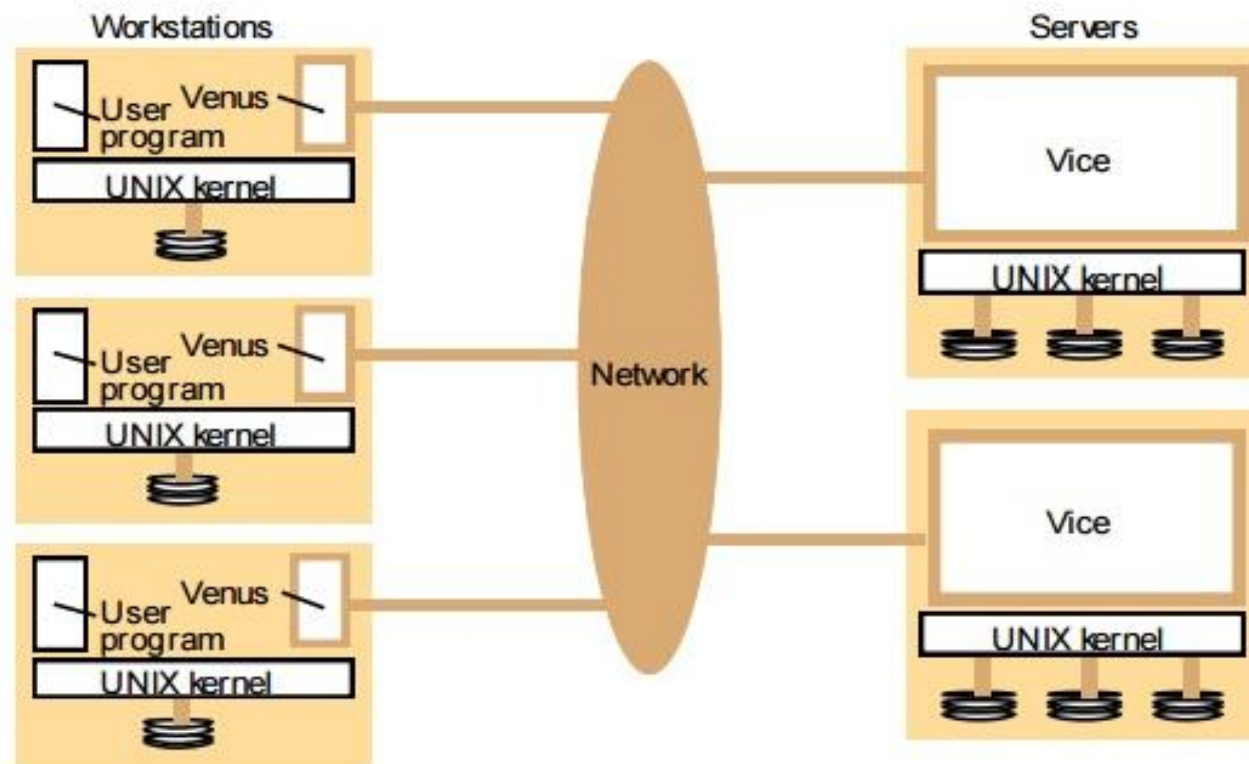 Workstations
Servers
User
program
Venus
UNIX kernel
User
program
Venus
UNIX kernel
User
program
Venus
UNIX kernel
Network
Vice
UNIX kernel
Vice
UNIX kernel